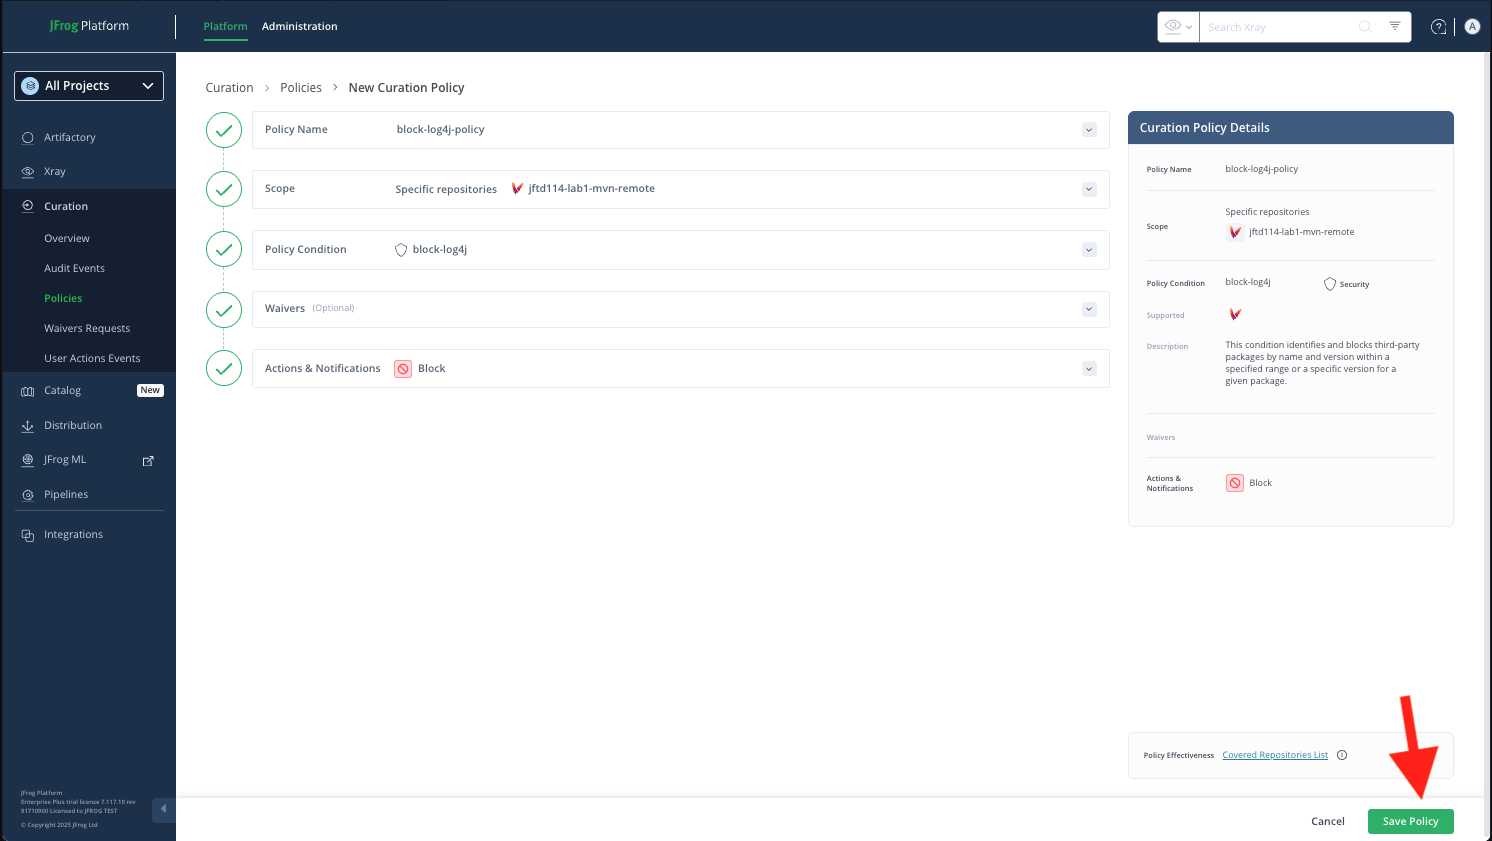 JFrog Platform
Platform Administration
Search Xray
A
All Projects
Artifactory
Xray
Curation
Overview
Audit Events
Policies
Waivers Requests
User Actions Events
Catalog New
Distribution
JFrog ML
Pipelines
Integrations
JFrog Platform
Enterprise Plus trial license 7.117.10 rev
81710900 Licensed to JFROG TEST
© Copyright 2025 JFrog Ltd
Curation > Policies > New Curation Policy
Policy Name block-log4j-policy
Scope Specific repositories jftd114-lab1-mvn-remote
Policy Condition block-log4j
Waivers (Optional)
Actions & Notifications Block
Curation Policy Details
Policy Name block-log4j-policy
Scope Specific repositories
jftd114-lab1-mvn-remote
Policy Condition block-log4j Security
Supported
Description This condition identifies and blocks third-party
packages by name and version within a
specified range or a specific version for a
given package.
Waivers
Actions &
Notifications Block
Policy Effectiveness Covered Repositories List
Cancel Save Policy